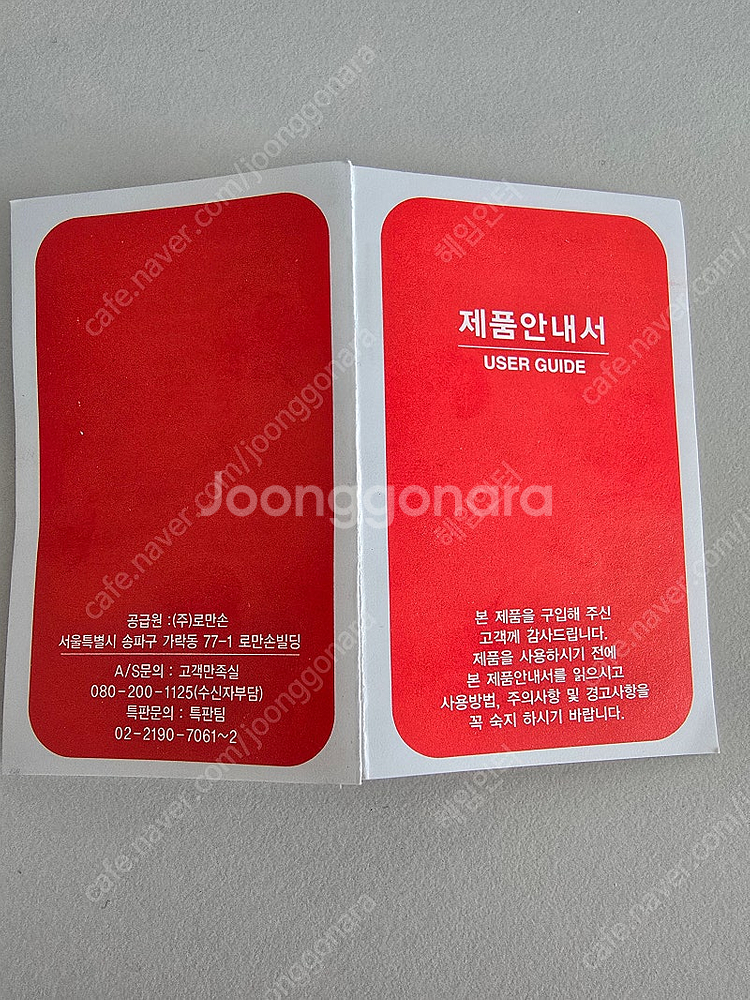 공급원 : (주)로만손
서울특별시 송파구 가락동 77-1 로만손빌딩
A/S문의 : 고객만족실
080-200-1125(수신자부담)
특판문의 : 특판팀
02-2190-7061~2
제품안내서
USER GUIDE
본 제품을 구입해 주신
고객께 감사드립니다.
제품을 사용하시기 전에
본 제품안내서를 읽으시고
사용방법, 주의사항 및 경고사항을
꼭 숙지 하시기 바랍니다.
Joonggonara
cafe.naver.com/joonggonara
헤임인터